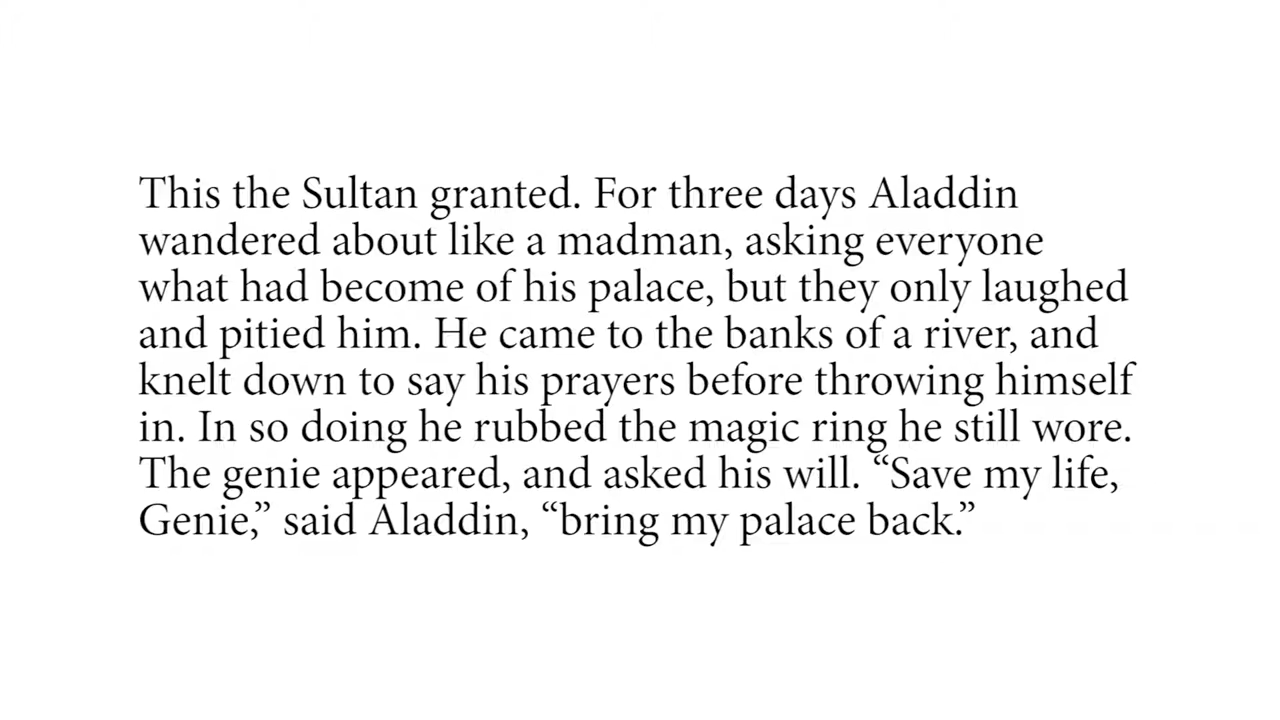 This the Sultan granted. For three days Aladdin
wandered about like a madman, asking everyone
what had become of his palace, but they only laughed
and pitied him. He came to the banks of a river, and
knelt down to say his prayers before throwing himself
in. In so doing he rubbed the magic ring he still wore.
The genie appeared, and asked his will. “Save my life,
Genie,” said Aladdin, “bring my palace back.”